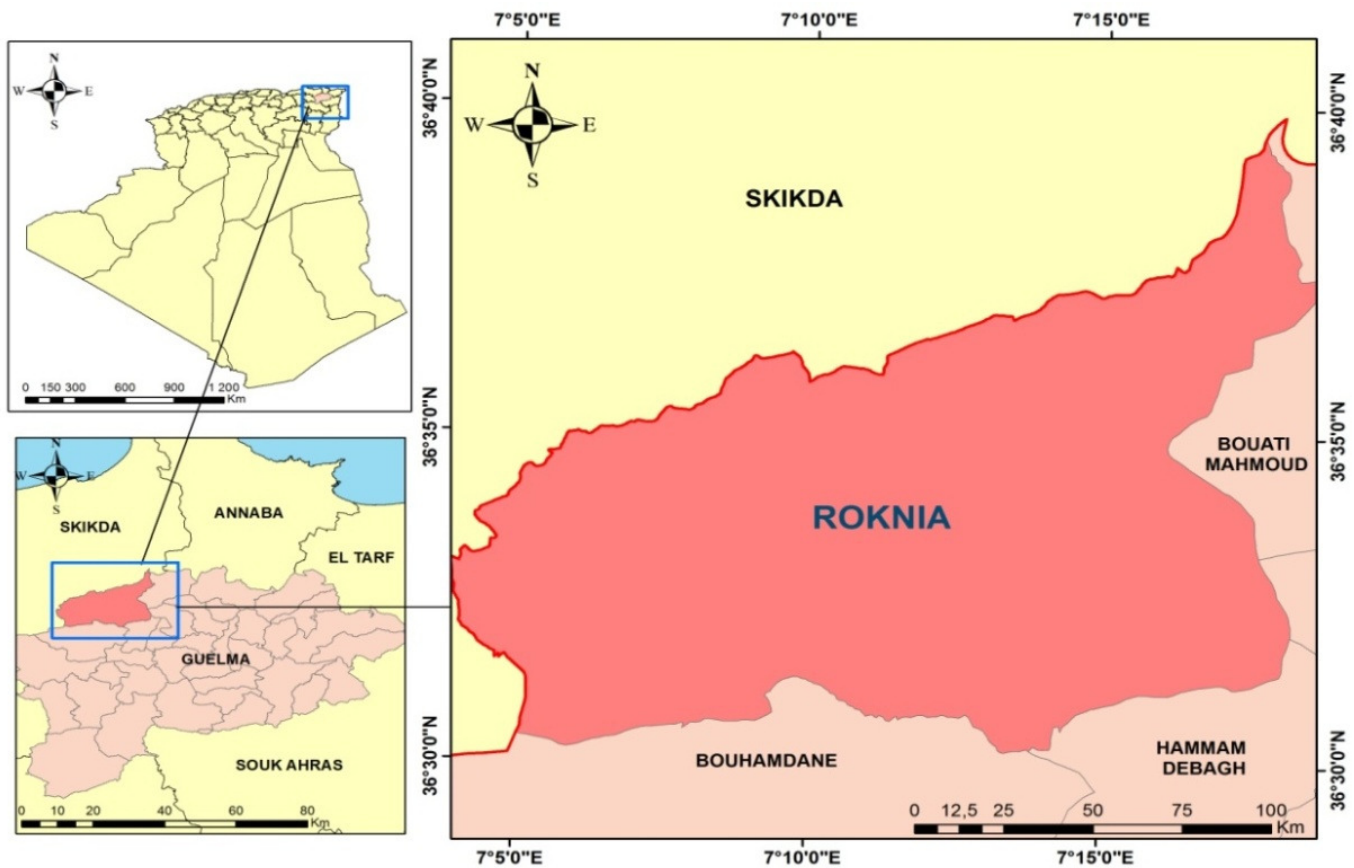 7°5'0"E
7°10'0"E
7°15'0"E
N
W
E
S
0 150 300 600 900 1 200
Km
N
W
E
S
SKIKDA
ANNABA
EL TARF
GUELMA
SOUK AHRAS
0 10 20 40 60 80
Km
36°40'0"N
36°35'0"N
36°30'0"N
N
W
E
S
SKIKDA
ROKNIA
BOUATI
MAHMOUD
BOUHAMDANE
HAMMAM
DEBAGH
0 12,5 25 50 75 100
Km
36°40'0"N
36°35'0"N
36°30'0"N
7°5'0"E
7°10'0"E
7°15'0"E